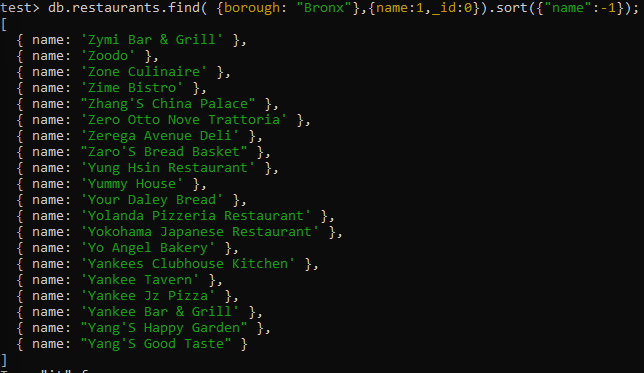 test> db.restaurants.find( {borough: "Bronx"},{name:1,_id:0}).sort({"name":-1});
[
  { name: 'Zymi Bar & Grill' },
  { name: 'Zoodo' },
  { name: 'Zone Culinaire' },
  { name: 'Zime Bistro' },
  { name: "Zhang'S China Palace" },
  { name: 'Zero Otto Nove Trattoria' },
  { name: 'Zerega Avenue Deli' },
  { name: "Zaro'S Bread Basket" },
  { name: 'Yung Hsin Restaurant' },
  { name: 'Yummy House' },
  { name: 'Your Daley Bread' },
  { name: 'Yolanda Pizzeria Restaurant' },
  { name: 'Yokohama Japanese Restaurant' },
  { name: 'Yo Angel Bakery' },
  { name: 'Yankees Clubhouse Kitchen' },
  { name: 'Yankee Tavern' },
  { name: 'Yankee Jz Pizza' },
  { name: 'Yankee Bar & Grill' },
  { name: "Yang'S Happy Garden" },
  { name: "Yang'S Good Taste" }
]